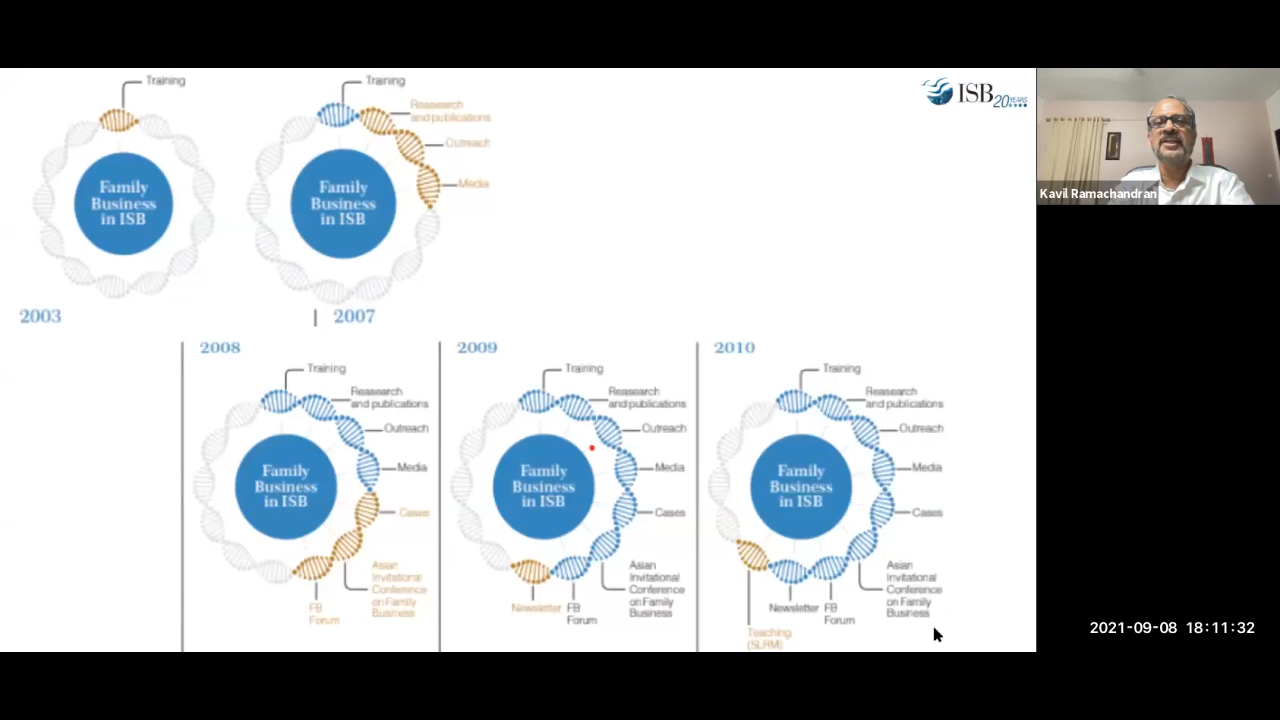 Training
Family
Business
in ISB
2003
Training
Reasearch
and publications
Outreach
Media
Family
Business
in ISB
2007
ISB 20 YEARS
Kavil Ramachandran
2008
Training
Reasearch
and publications
Outreach
Media
Cases
Asian
Invitational
Conference
on Family
Business
FB
Forum
Family
Business
in ISB
2009
Training
Reasearch
and publications
Outreach
Media
Cases
Asian
Invitational
Conference
on Family
Business
FB
Forum
Newsletter
Family
Business
in ISB
2010
Training
Reasearch
and publications
Outreach
Media
Cases
Asian
Invitational
Conference
on Family
Business
FB
Forum
Newsletter
Teaching
(SLRM)
Family
Business
in ISB
2021-09-08 18:11:32